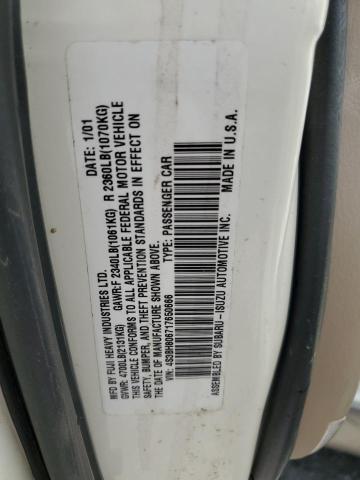 MFD BY FUJI HEAVY INDUSTRIES LTD. DATE: 1/01
GVWR: 4700LB(2131KG) GAWR:F 2340LB(1061KG) R 2360LB(1070KG)
THIS VEHICLE CONFORMS TO ALL APPLICABLE FEDERAL MOTOR VEHICLE
SAFETY, BUMPER, AND THEFT PREVENTION STANDARDS IN EFFECT ON
THE DATE OF MANUFACTURE SHOWN ABOVE.
VIN: 4S3BH806717650666 TYPE: PASSENGER CAR
ASSEMBLED BY SUBARU-ISUZU AUTOMOTIVE INC. MADE IN U.S.A.